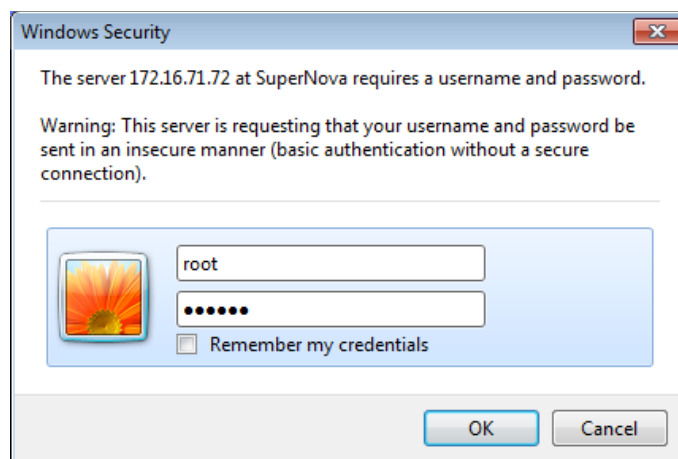 Windows Security
The server 172.16.71.72 at SuperNova requires a username and password.
Warning: This server is requesting that your username and password be
sent in an insecure manner (basic authentication without a secure
connection).
root
●●●●●●
Remember my credentials
OK
Cancel